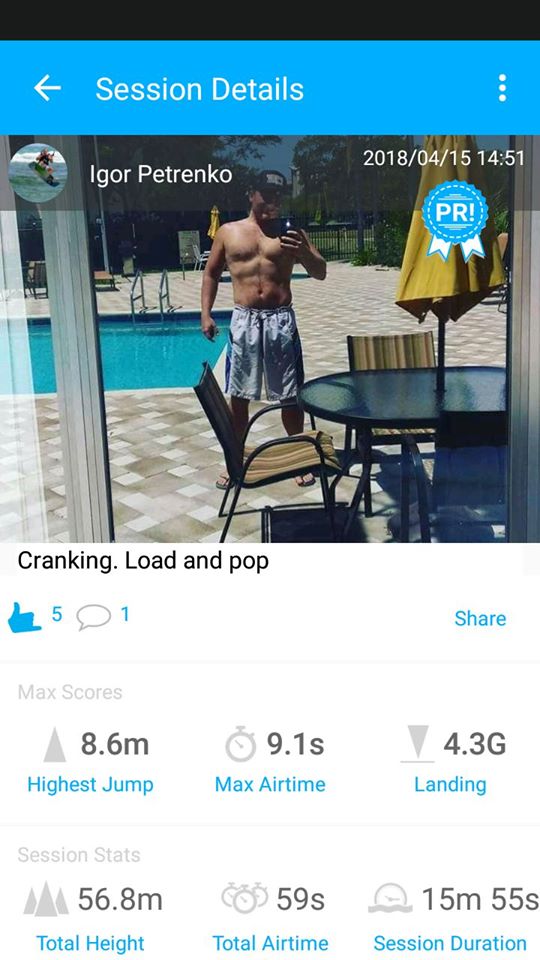 Session Details
Igor Petrenko
2018/04/15 14:51
PR!
Cranking. Load and pop
5
1
Share
Max Scores
8.6m
9.1s
4.3G
Highest Jump
Max Airtime
Landing
Session Stats
56.8m
59s
15m 55s
Total Height
Total Airtime
Session Duration